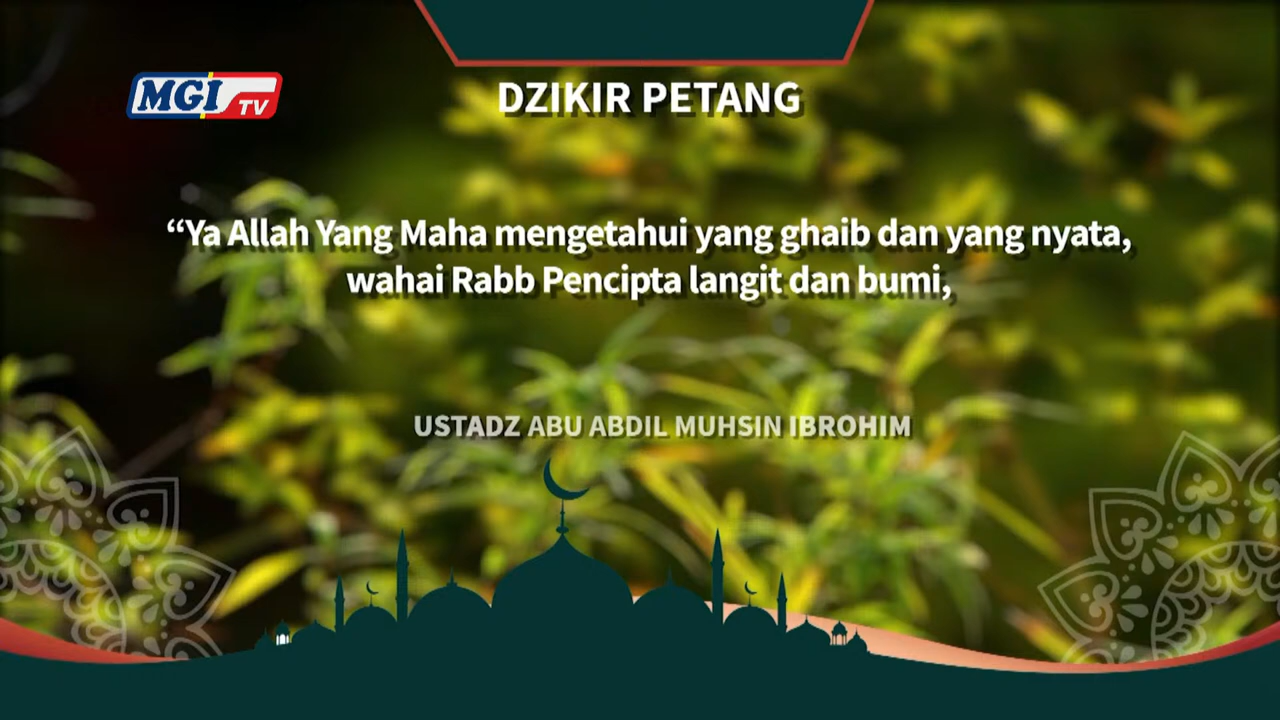 MGI TV
DZIKIR PETANG
“Ya Allah Yang Maha mengetahui yang ghaib dan yang nyata,
wahai Rabb Pencipta langit dan bumi,
USTADZ ABU ABDIL MUHSIN IBROHIM